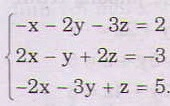 -x - 2y - 3z = 2
2x - y + 2z = -3
-2x - 3y + z = 5.